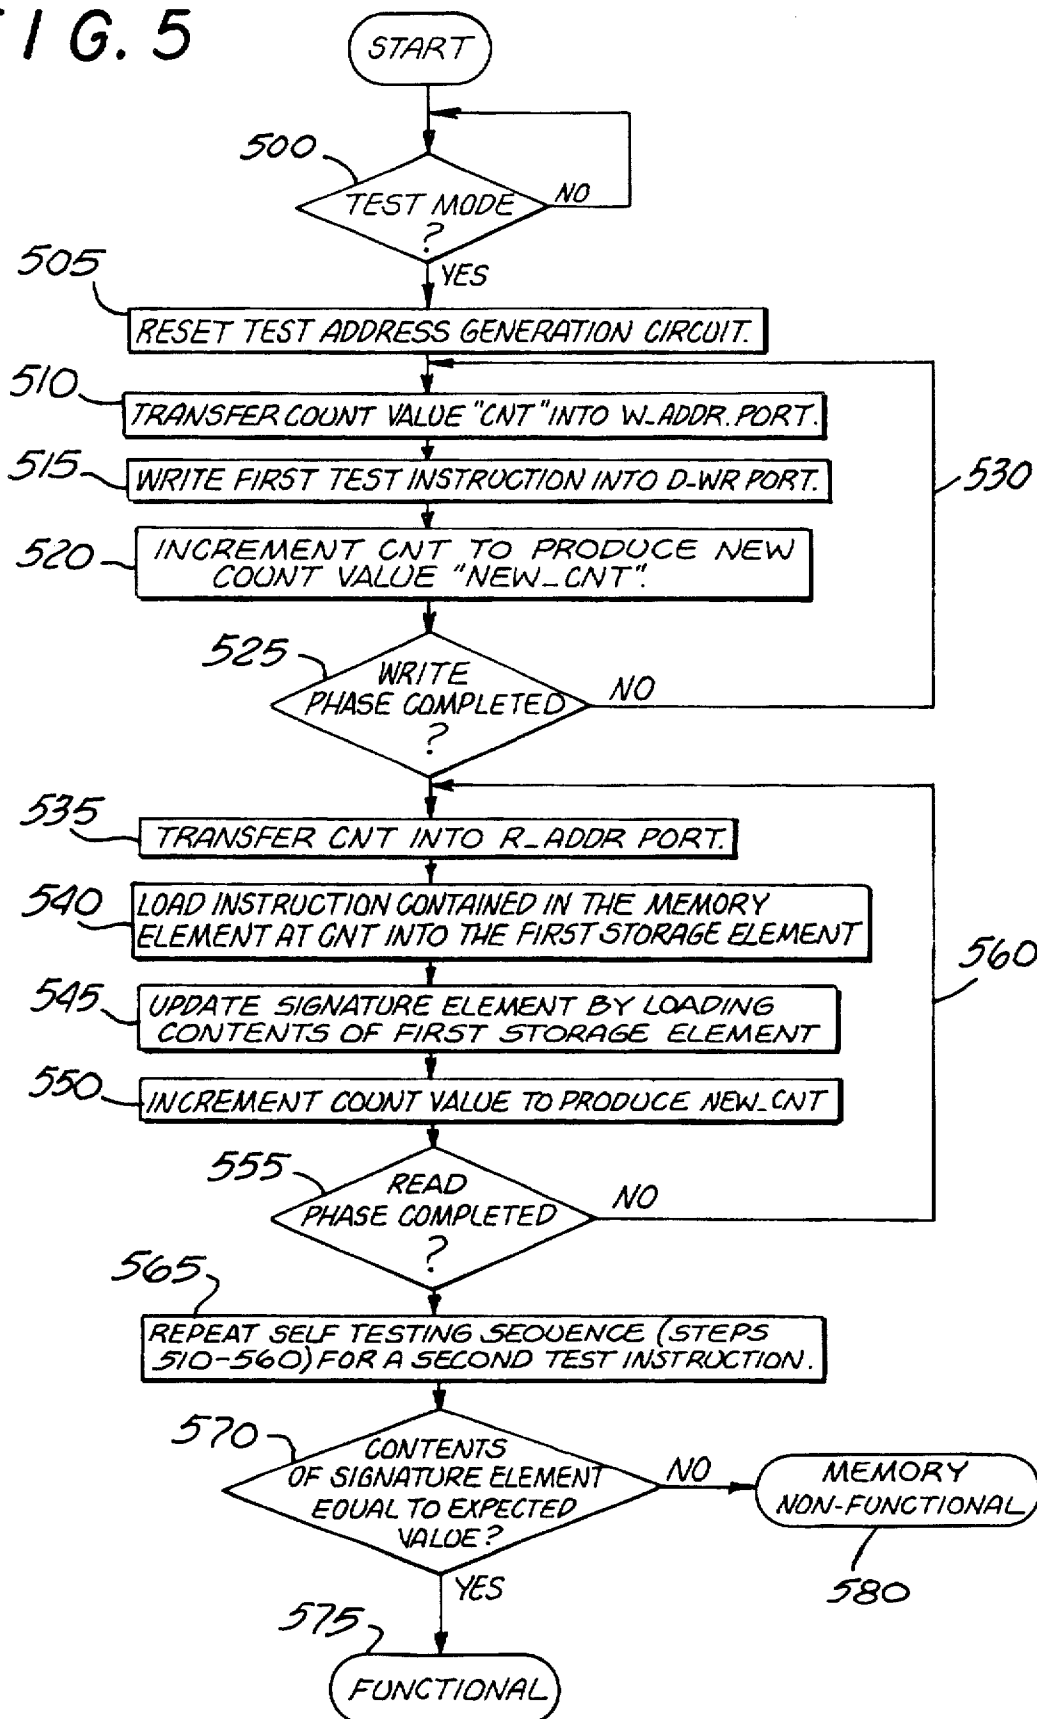 FIG. 5
START
500
TEST MODE
?
NO
YES
505
RESET TEST ADDRESS GENERATION CIRCUIT.
510
TRANSFER COUNT VALUE "CNT" INTO W_ADDR. PORT.
515
WRITE FIRST TEST INSTRUCTION INTO D-WR PORT.
530
520
INCREMENT CNT TO PRODUCE NEW
COUNT VALUE "NEW_CNT".
525
WRITE
PHASE COMPLETED
?
NO
535
TRANSFER CNT INTO R_ADDR PORT.
540
LOAD INSTRUCTION CONTAINED IN THE MEMORY
ELEMENT AT CNT INTO THE FIRST STORAGE ELEMENT
560
545
UPDATE SIGNATURE ELEMENT BY LOADING
CONTENTS OF FIRST STORAGE ELEMENT
550
INCREMENT COUNT VALUE TO PRODUCE NEW_CNT
555
READ
PHASE COMPLETED
?
NO
565
REPEAT SELF TESTING SEQUENCE (STEPS
510-560) FOR A SECOND TEST INSTRUCTION.
570
CONTENTS
OF SIGNATURE ELEMENT
EQUAL TO EXPECTED
VALUE?
NO
MEMORY
NON-FUNCTIONAL
580
YES
575
FUNCTIONAL